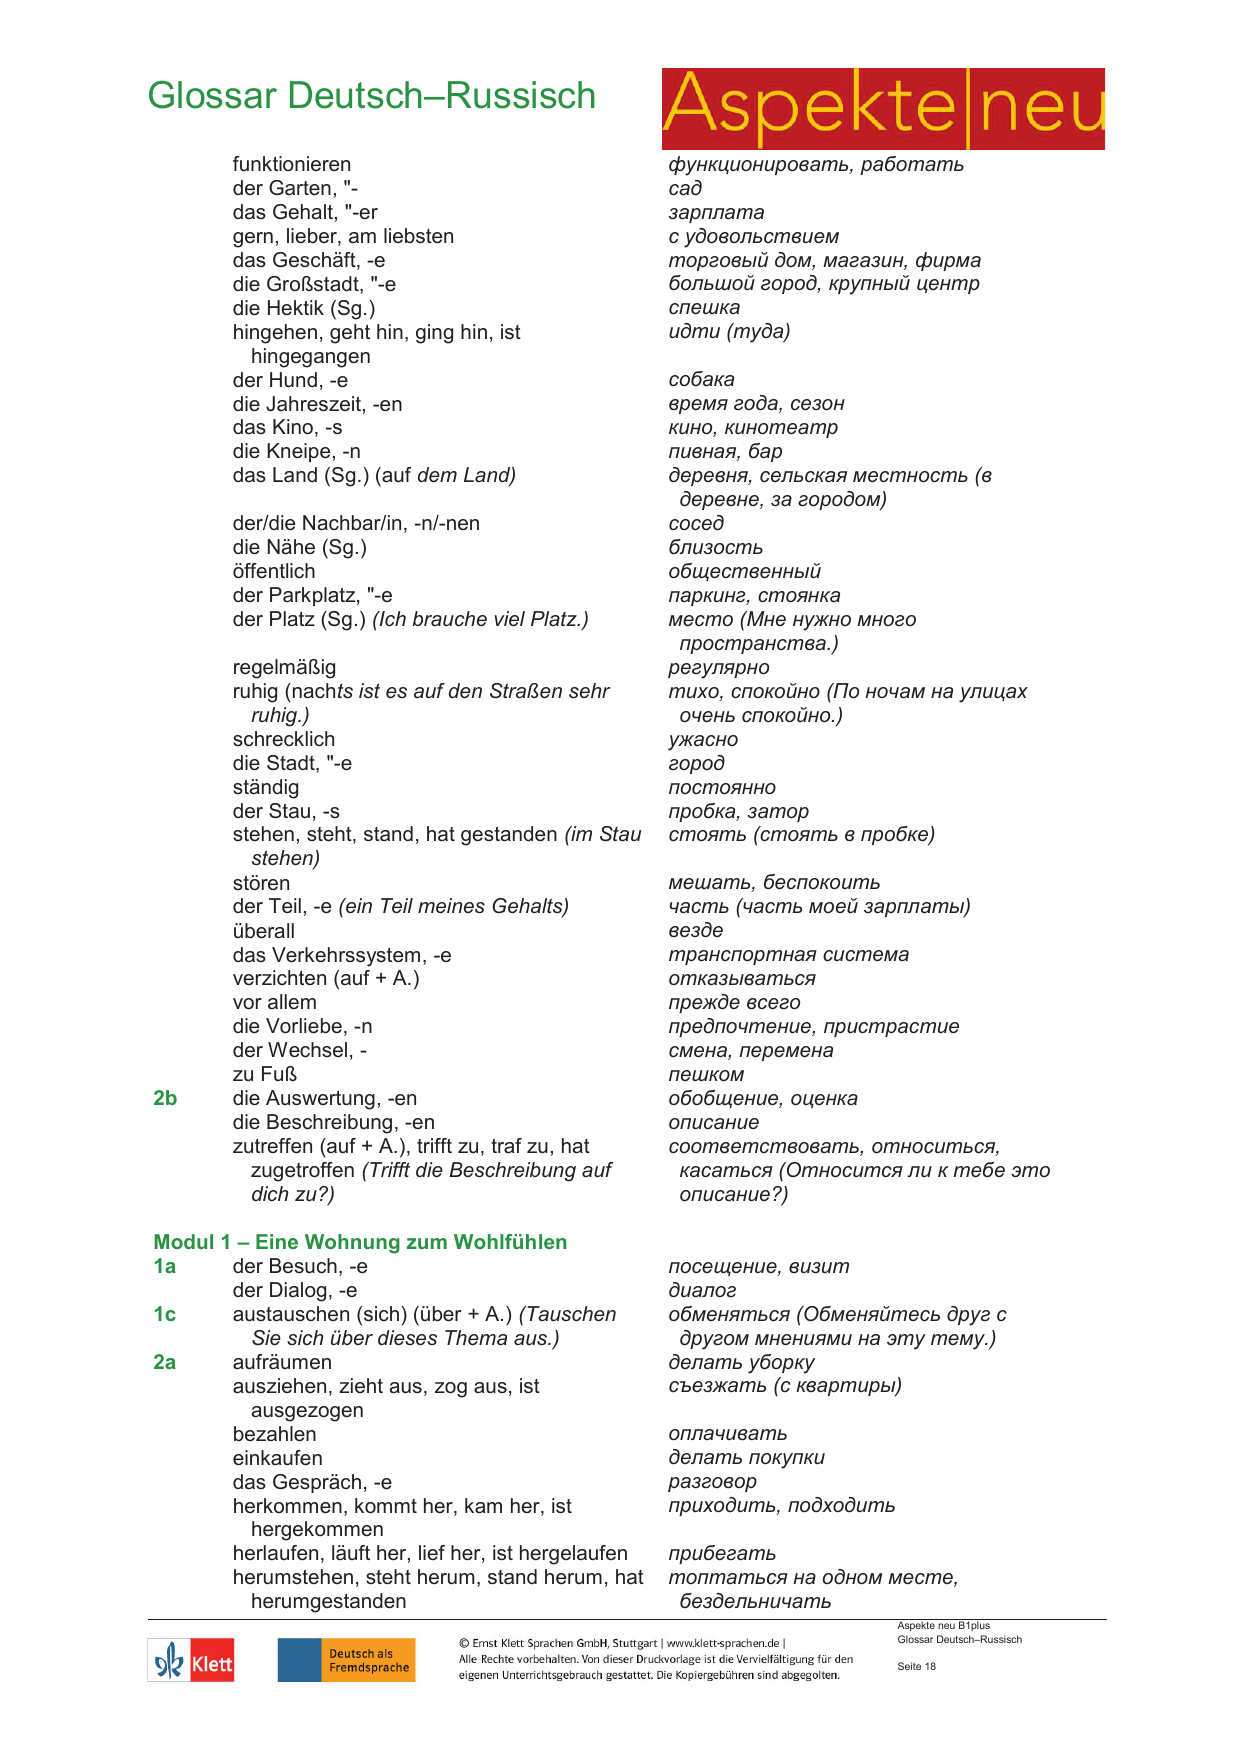 Glossar Deutsch–Russisch
Aspekte|neu
funktionieren функционировать, работать
der Garten, "- сад
das Gehalt, "-er зарплата
gern, lieber, am liebsten с удовольствием
das Geschäft, -e торговый дом, магазин, фирма
die Großstadt, "-e большой город, крупный центр
die Hektik (Sg.) спешка
hingehen, geht hin, ging hin, ist идти (туда)
hingegangen
der Hund, -e собака
die Jahreszeit, -en время года, сезон
das Kino, -s кино, кинотеатр
die Kneipe, -n пивная, бар
das Land (Sg.) (auf dem Land) деревня, сельская местность (в
деревне, за городом)
der/die Nachbar/in, -n/-nen сосед
die Nähe (Sg.) близость
öffentlich общественный
der Parkplatz, "-e паркинг, стоянка
der Platz (Sg.) (Ich brauche viel Platz.) место (Мне нужно много
пространства.)
regelmäßig регулярно
ruhig (nachts ist es auf den Straßen sehr тихо, спокойно (По ночам на улицах
ruhig.) очень спокойно.)
schrecklich ужасно
die Stadt, "-e город
ständig постоянно
der Stau, -s пробка, затор
stehen, steht, stand, hat gestanden (im Stau стоять (стоять в пробке)
stehen)
stören мешать, беспокоить
der Teil, -e (ein Teil meines Gehalts) часть (часть моей зарплаты)
überall везде
das Verkehrssystem, -e транспортная система
verzichten (auf + A.) отказываться
vor allem прежде всего
die Vorliebe, -n предпочтение, пристрастие
der Wechsel, - смена, перемена
zu Fuß пешком
2b die Auswertung, -en обобщение, оценка
die Beschreibung, -en описание
zutreffen (auf + A.), trifft zu, traf zu, hat соответствовать, относиться,
zugetroffen (Trifft die Beschreibung auf касаться (Относится ли к тебе это
dich zu?) описание?)
Modul 1 – Eine Wohnung zum Wohlfühlen
1a der Besuch, -e посещение, визит
der Dialog, -e диалог
1c austauschen (sich) (über + A.) (Tauschen обменяться (Обменяйтесь друг с
Sie sich über dieses Thema aus.) другом мнениями на эту тему.)
2a aufräumen делать уборку
ausziehen, zieht aus, zog aus, ist съезжать (с квартиры)
ausgezogen
bezahlen оплачивать
einkaufen делать покупки
das Gespräch, -e разговор
herkommen, kommt her, kam her, ist приходить, подходить
hergekommen
herlaufen, läuft her, lief her, ist hergelaufen прибегать
herumstehen, steht herum, stand herum, hat топтаться на одном месте,
herumgestanden бездельничать
Klett
Deutsch als
Fremdsprache
© Ernst Klett Sprachen GmbH, Stuttgart | www.klett-sprachen.de |
Alle Rechte vorbehalten. Von dieser Druckvorlage ist die Vervielfältigung für den
eigenen Unterrichtsgebrauch gestattet. Die Kopiergebühren sind abgegolten.
Aspekte neu B1plus
Glossar Deutsch–Russisch
Seite 18